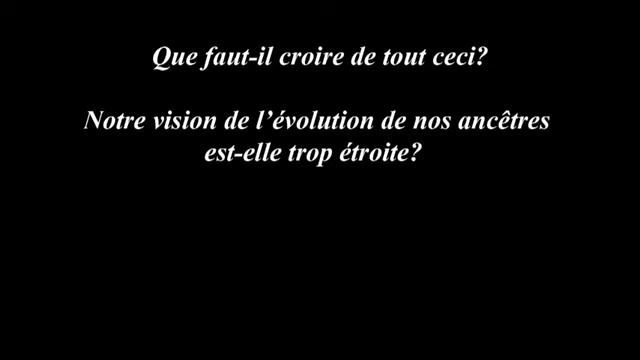 Que faut-il croire de tout ceci?
Notre vision de l’évolution de nos ancêtres
est-elle trop étroite?